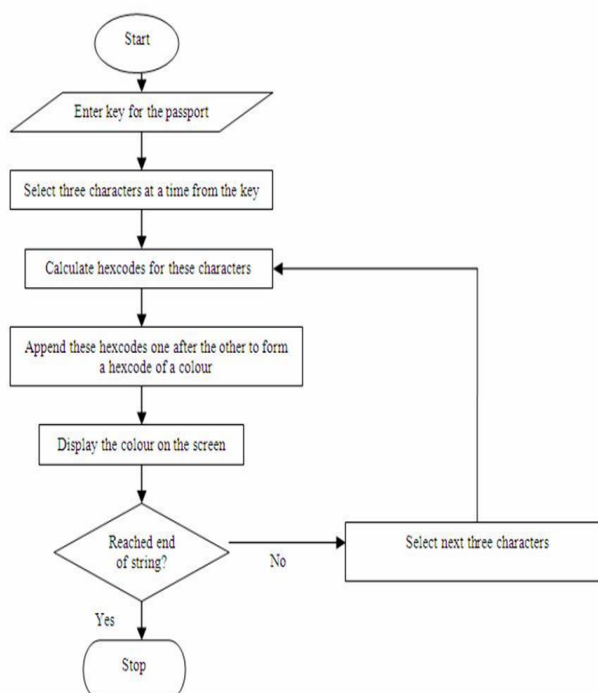 Start
Enter key for the passport
Select three characters at a time from the key
Calculate hexcodes for these characters
Append these hexcodes one after the other to form
a hexcode of a colour
Display the colour on the screen
Reached end
of string?
No
Select next three characters
Yes
Stop